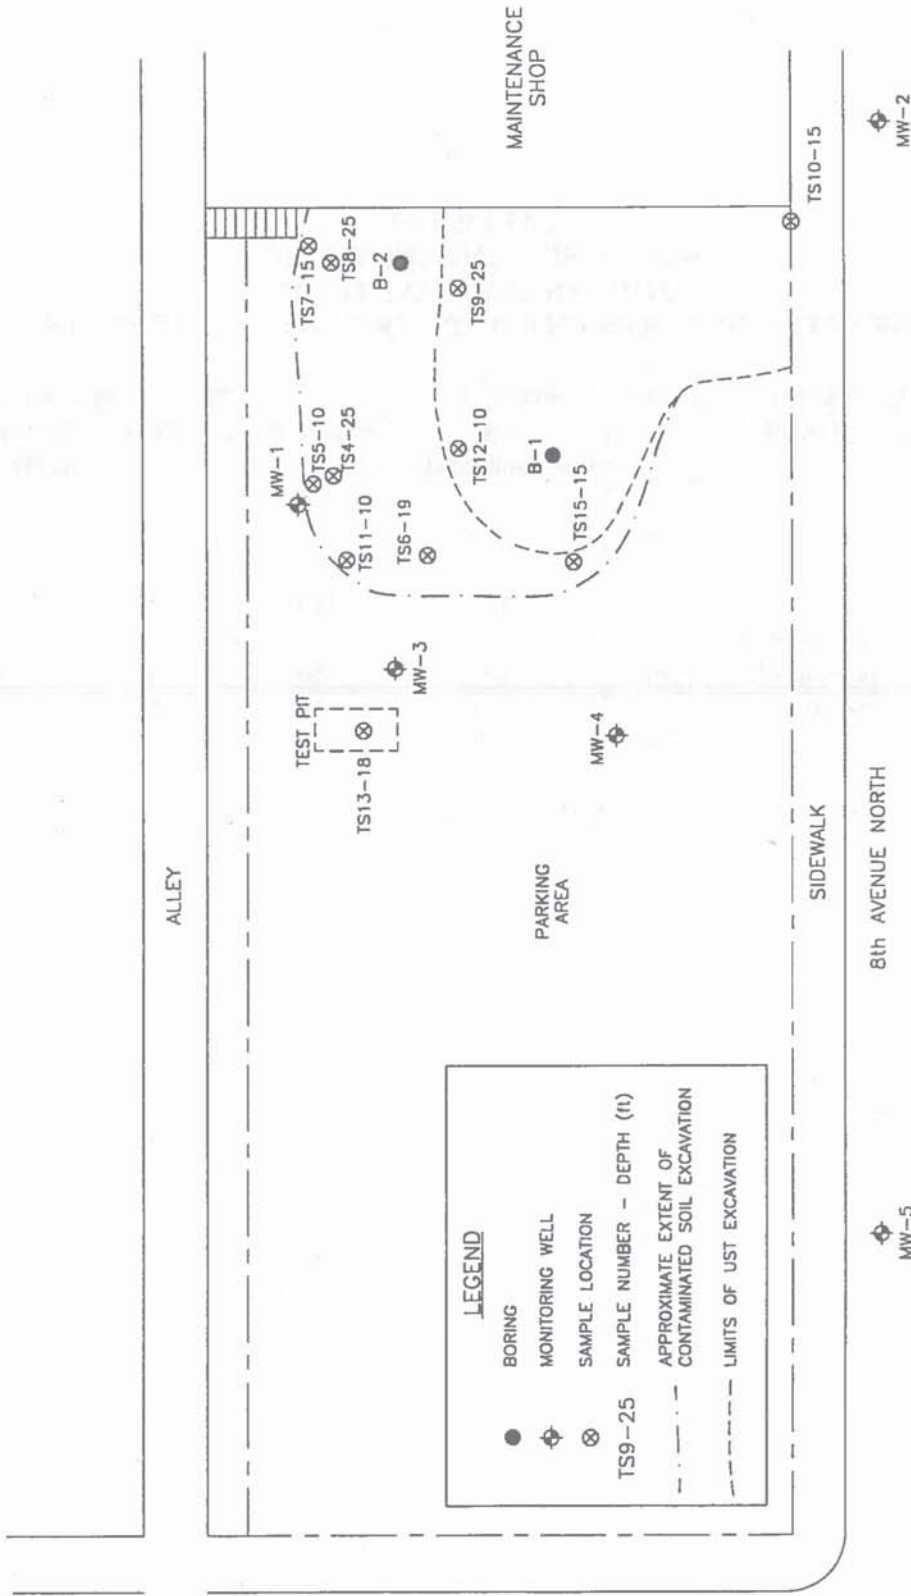 ALLEY
MAINTENANCE
SHOP
MW-1
TS5-10
TS4-25
TS7-15
TS8-25
B-2
TS11-10
TS6-19
TS9-25
TS12-10
B-1
TS15-15
TEST PIT
TS13-18
MW-3
MW-4
PARKING
AREA
TS10-15
MW-2
SIDEWALK
8th AVENUE NORTH
MW-5
LEGEND
BORING
MONITORING WELL
SAMPLE LOCATION
TS9-25 SAMPLE NUMBER - DEPTH (ft)
APPROXIMATE EXTENT OF
CONTAMINATED SOIL EXCAVATION
LIMITS OF UST EXCAVATION